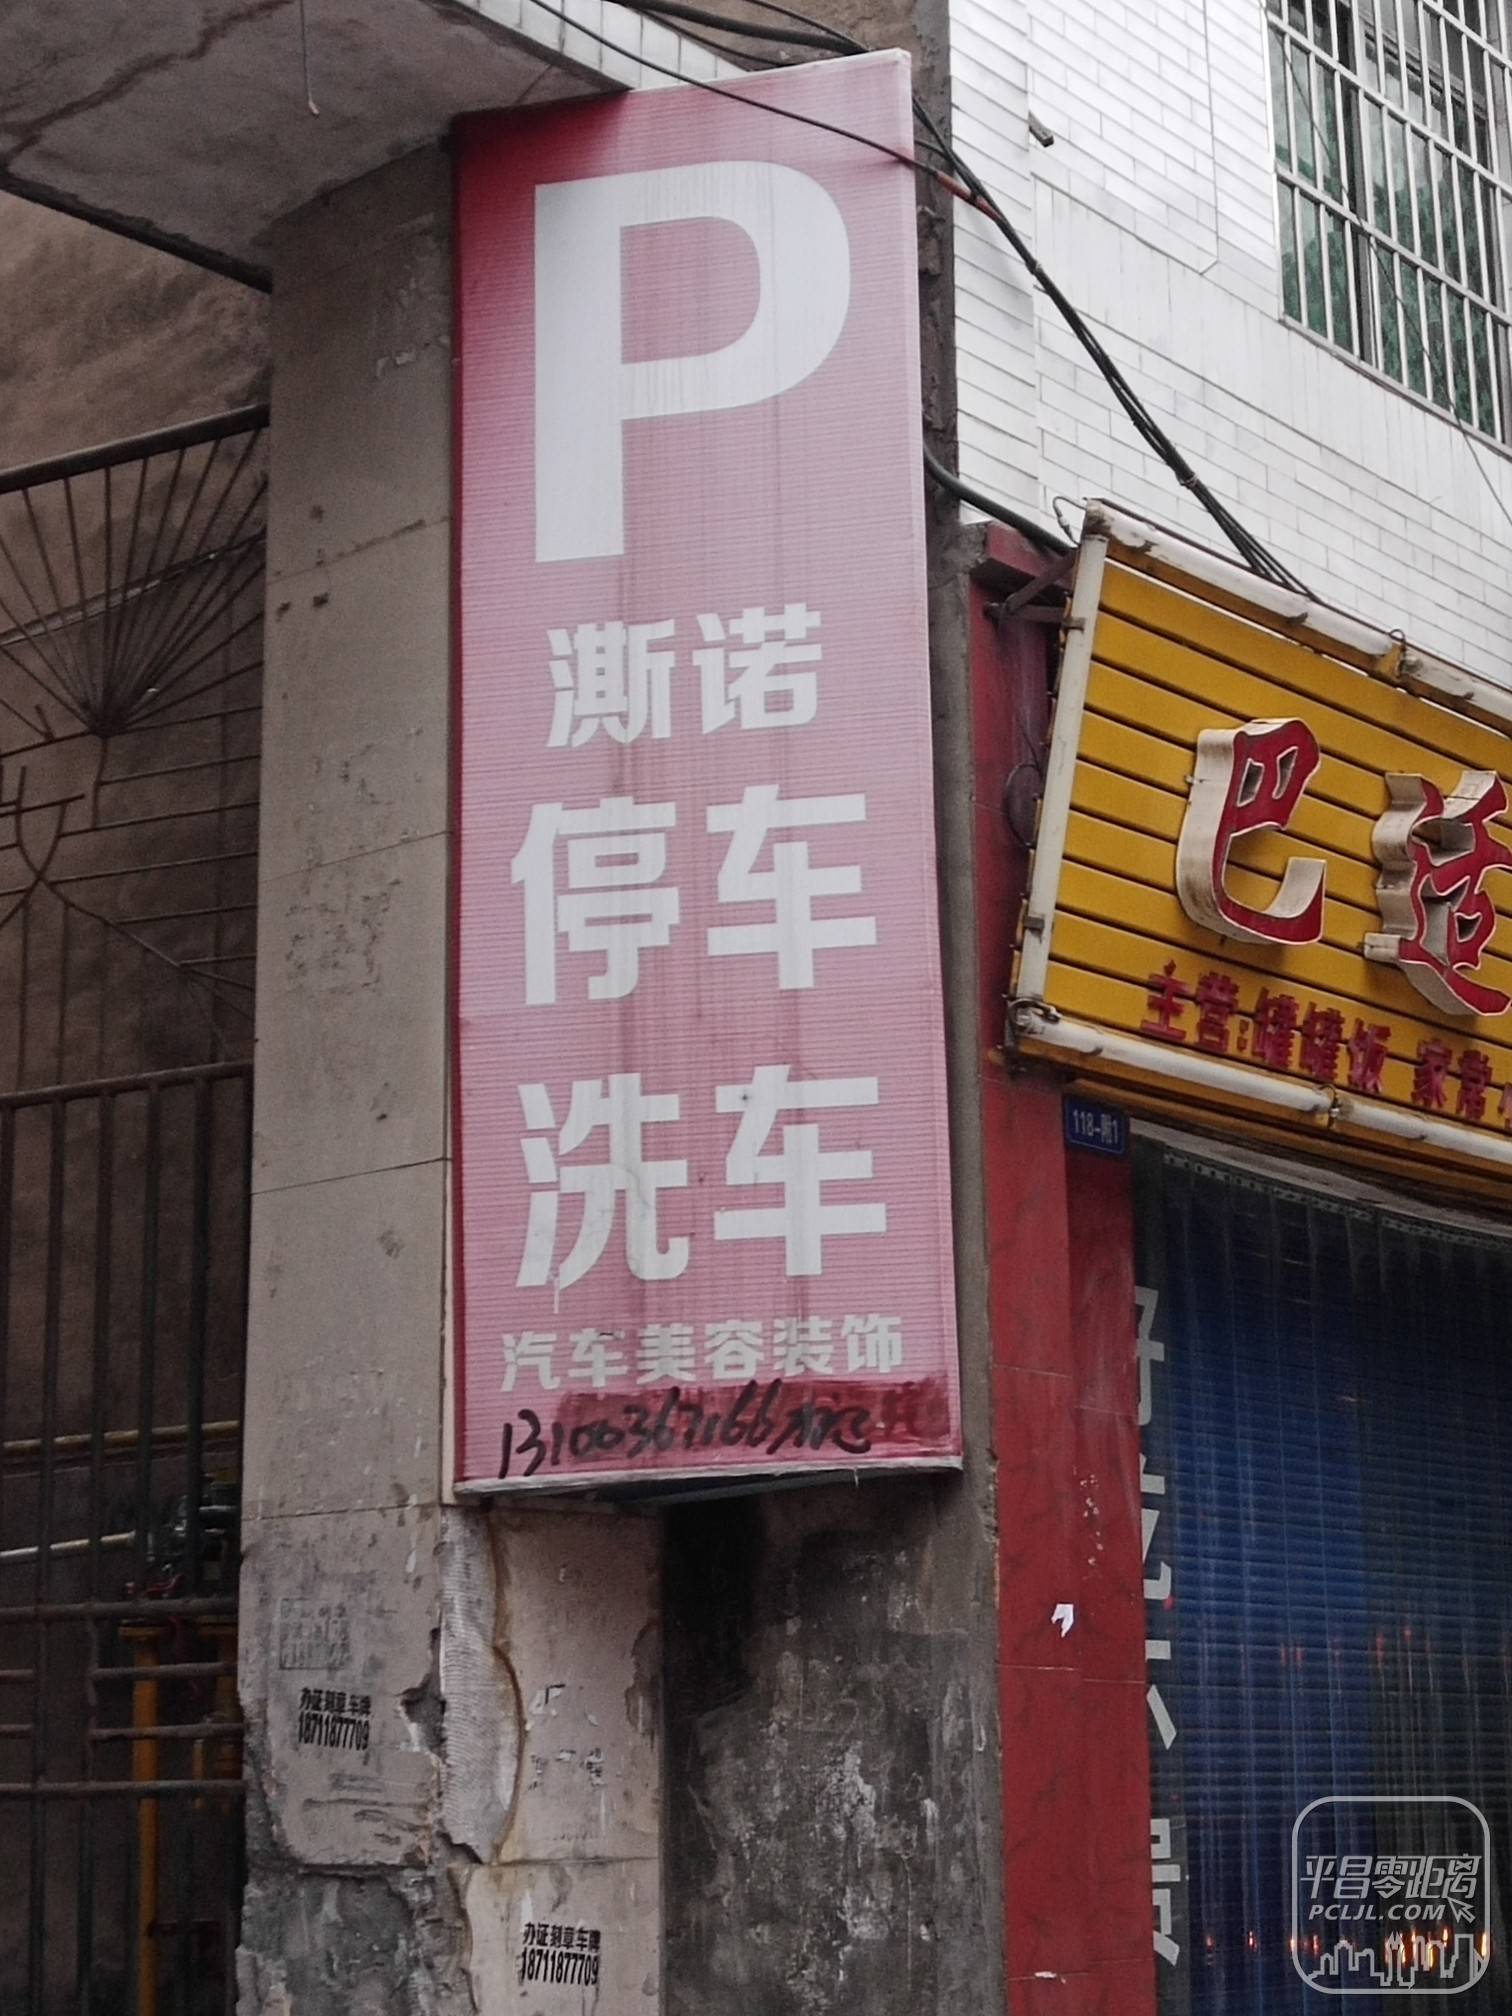 P
澌诺
停车
洗车
汽车美容装饰
13100367166
巴适
主营:罐罐饭 家常
118-附1
办证刻章车牌
18711877709
办证刻章车牌
18711877709
平昌零距离
PCLJL.COM